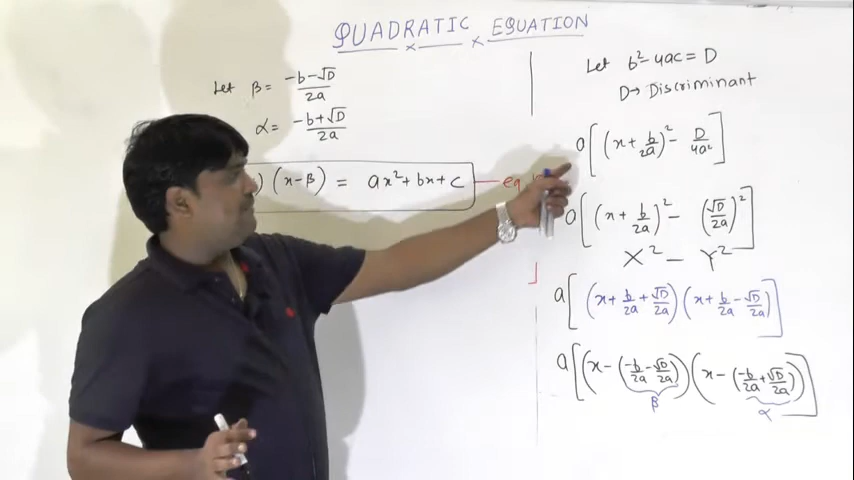 QUADRATIC EQUATION
Let β = (-b-√D)/2a
α = (-b+√D)/2a
) (x-β) = ax²+bx+c — eq
Let b²-4ac = D
D→ Discriminant
a[(x + b/2a)² - D/4a²]
a[(x + b/2a)² - (√D/2a)²]
X² - Y²
a[(x + b/2a + √D/2a)(x + b/2a - √D/2a)]
a[(x - (-b/2a - √D/2a))(x - (-b/2a + √D/2a))]
β α